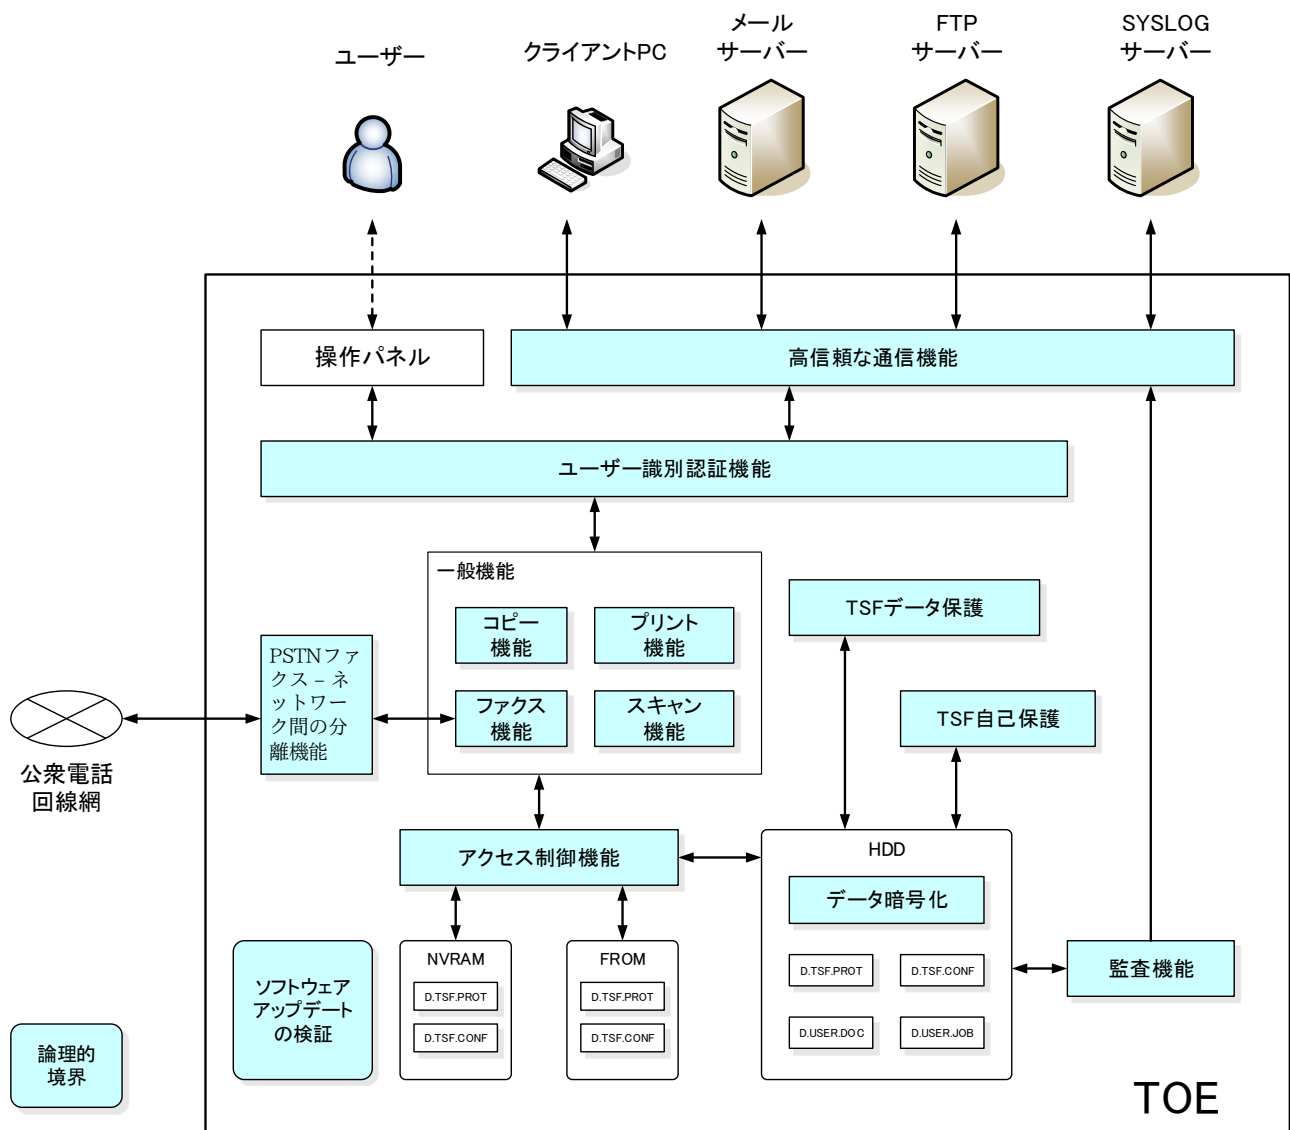 ユーザー
クライアントPC
メール
サーバー
FTP
サーバー
SYSLOG
サーバー
操作パネル
高信頼な通信機能
ユーザー識別認証機能
一般機能
コピー
機能
プリント
機能
ファクス
機能
スキャン
機能
TSFデータ保護
TSF自己保護
PSTNファ
クス – ネ
ットワー
ク間の分
離機能
公衆電話
回線網
アクセス制御機能
HDD
データ暗号化
D.TSF.PROT
D.TSF.CONF
D.USER.DOC
D.USER.JOB
監査機能
NVRAM
D.TSF.PROT
D.TSF.CONF
FROM
D.TSF.PROT
D.TSF.CONF
ソフトウェア
アップデート
の検証
論理的
境界
TOE